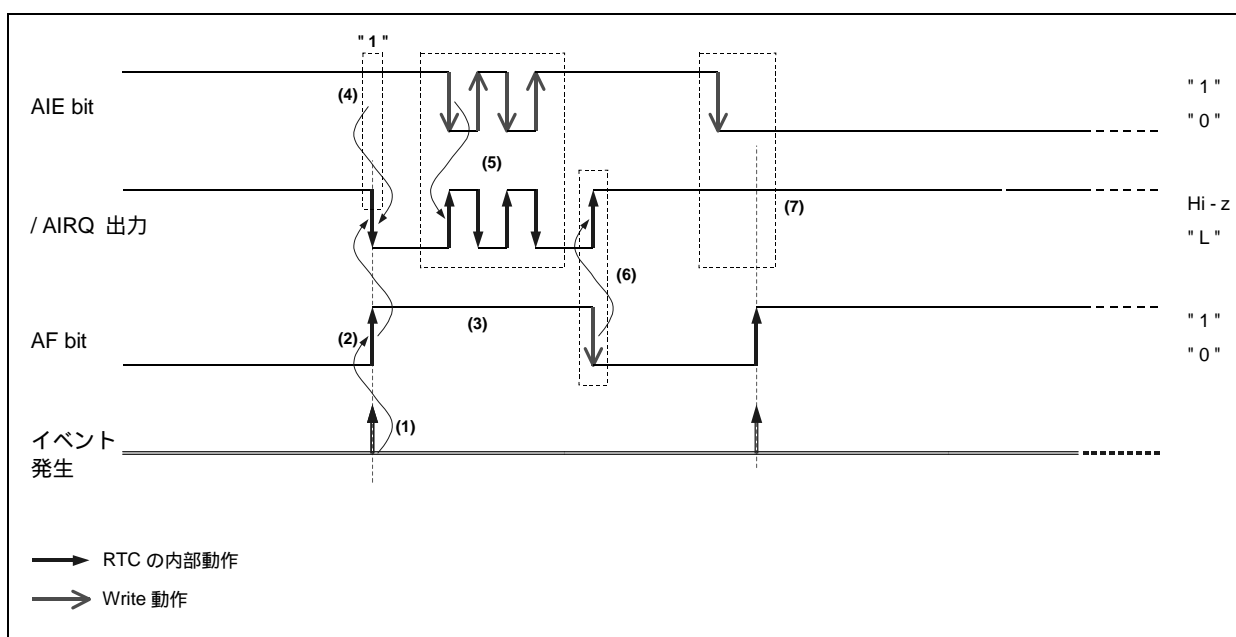 " 1 "
AIE bit
(4)
(5)
" 1 "
" 0 "
/ AIRQ 出力
(7)
Hi - z
" L "
(6)
AF bit
(2)
(3)
" 1 "
" 0 "
(1)
イベント
発生
RTC の内部動作
Write 動作